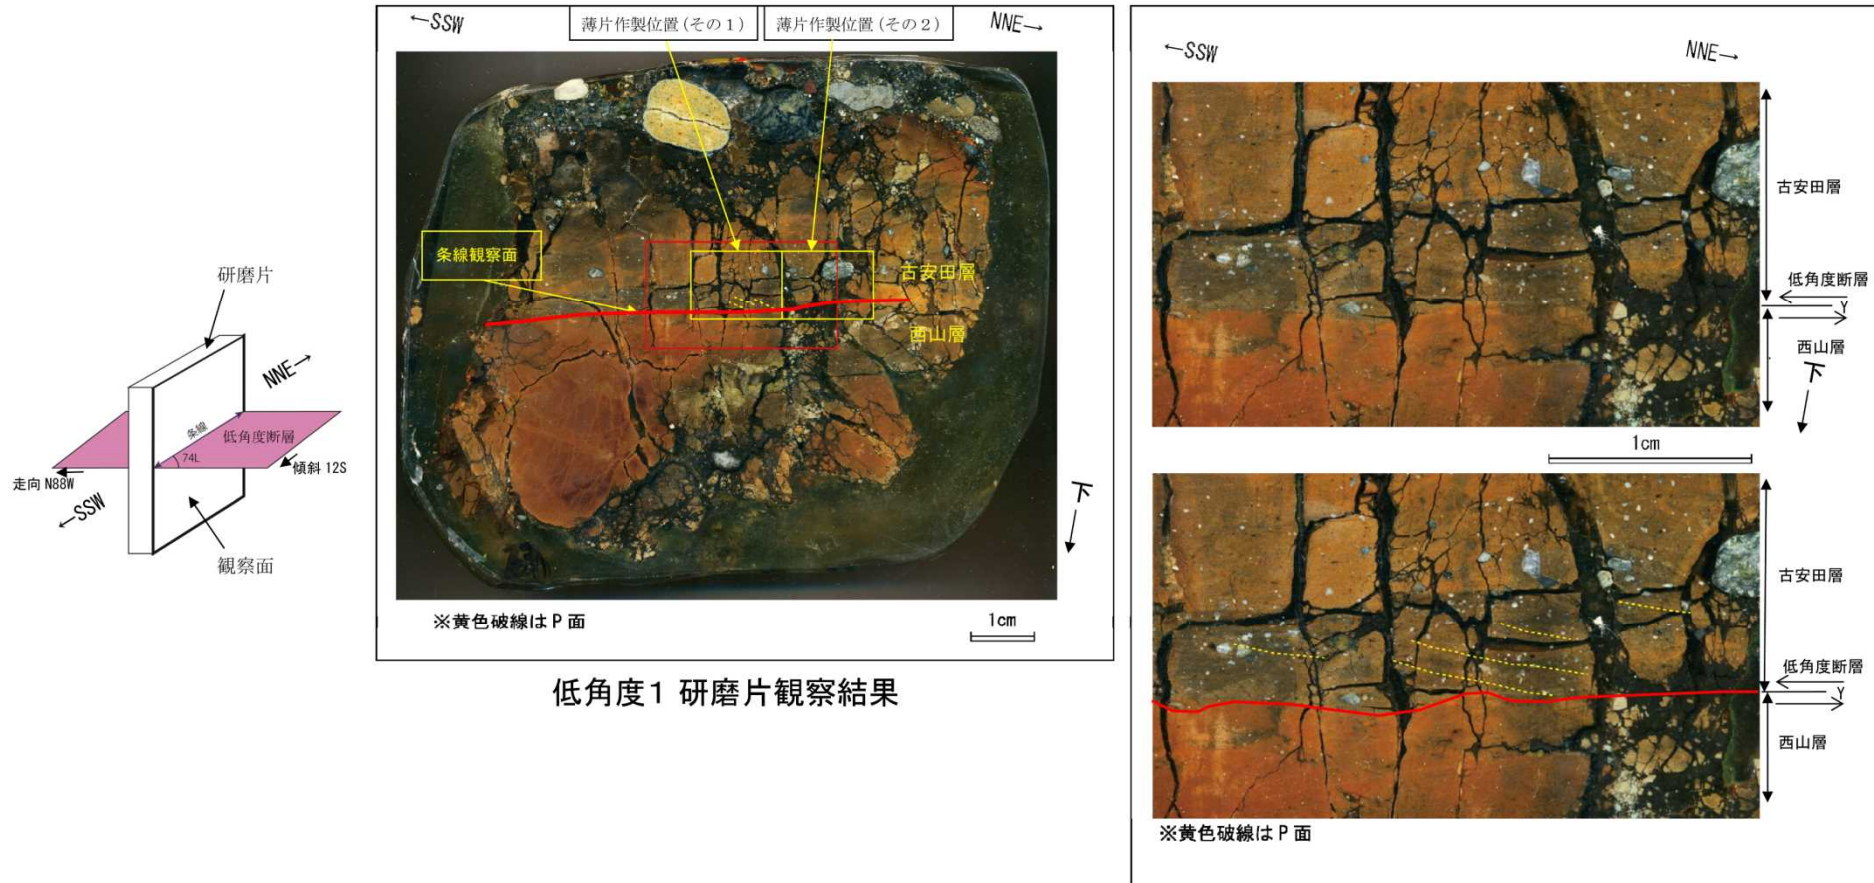 研磨片
NNE→
条線
低角度断層
74L
走向 N88W
傾斜 12S
←SSW
観察面
←SSW
薄片作製位置(その1)
薄片作製位置(その2)
NNE→
条線観察面
古安田層
西山層
下
※黄色破線はP面
1cm
低角度1 研磨片観察結果
←SSW
NNE→
古安田層
低角度断層
Y
西山層
下
1cm
古安田層
低角度断層
Y
西山層
※黄色破線はP面